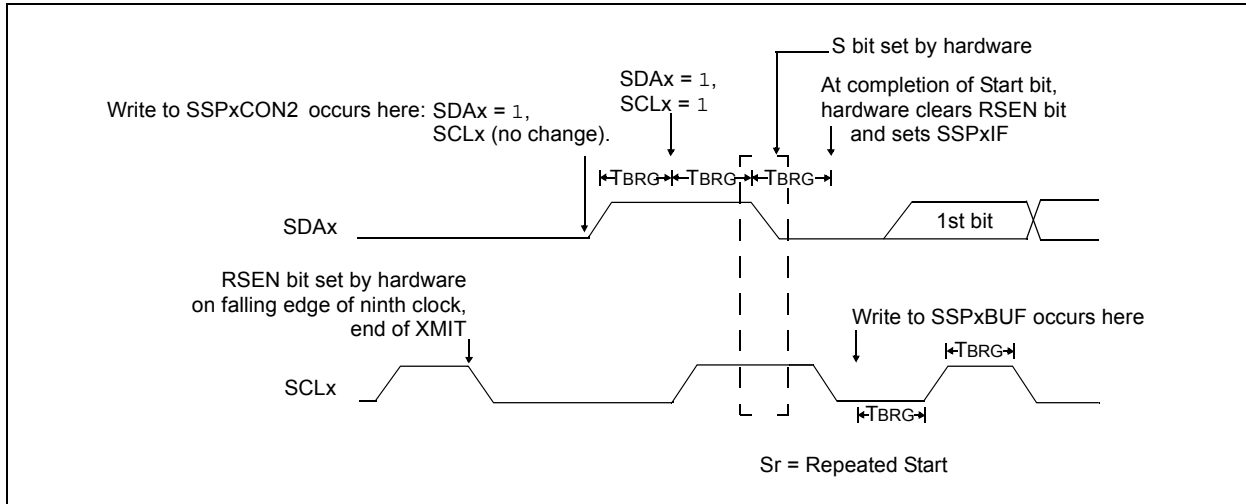 S bit set by hardware
SDAx = 1,
SCLx = 1
At completion of Start bit,
hardware clears RSEN bit
and sets SSPxIF
Write to SSPxCON2 occurs here: SDAx = 1,
SCLx (no change).
TBRG
TBRG
TBRG
SDAx
1st bit
RSEN bit set by hardware
on falling edge of ninth clock,
end of XMIT
Write to SSPxBUF occurs here
TBRG
SCLx
TBRG
Sr = Repeated Start